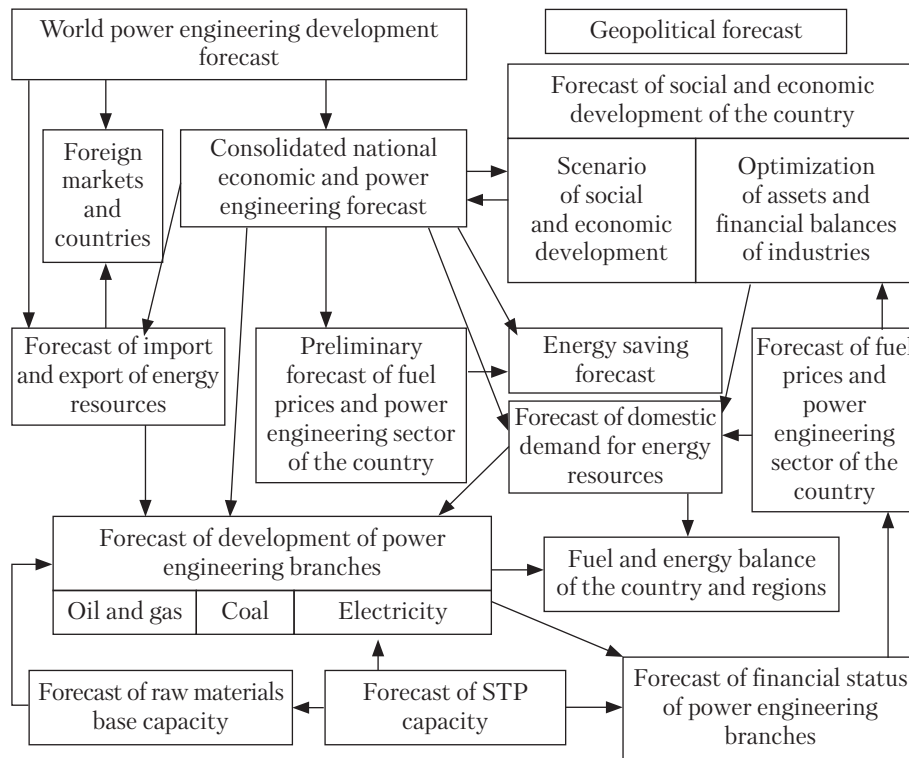 World power engineering development
forecast
Geopolitical forecast
Forecast of social and economic
development of the country
Foreign
markets
and
countries
Consolidated national
economic and power
engineering forecast
Scenario
of social
and economic
development
Optimization
of assets and
financial balances
of industries
Forecast of import
and export of energy
resources
Preliminary
forecast of fuel
prices and power
engineering sector
of the country
Energy saving
forecast
Forecast of fuel
prices and
power
engineering
sector of the
country
Forecast of domestic
demand for energy
resources
Forecast of development of power
engineering branches
Oil and gas
Coal
Electricity
Fuel and energy balance
of the country and regions
Forecast of raw materials
base capacity
Forecast of STP
capacity
Forecast of financial status
of power engineering
branches